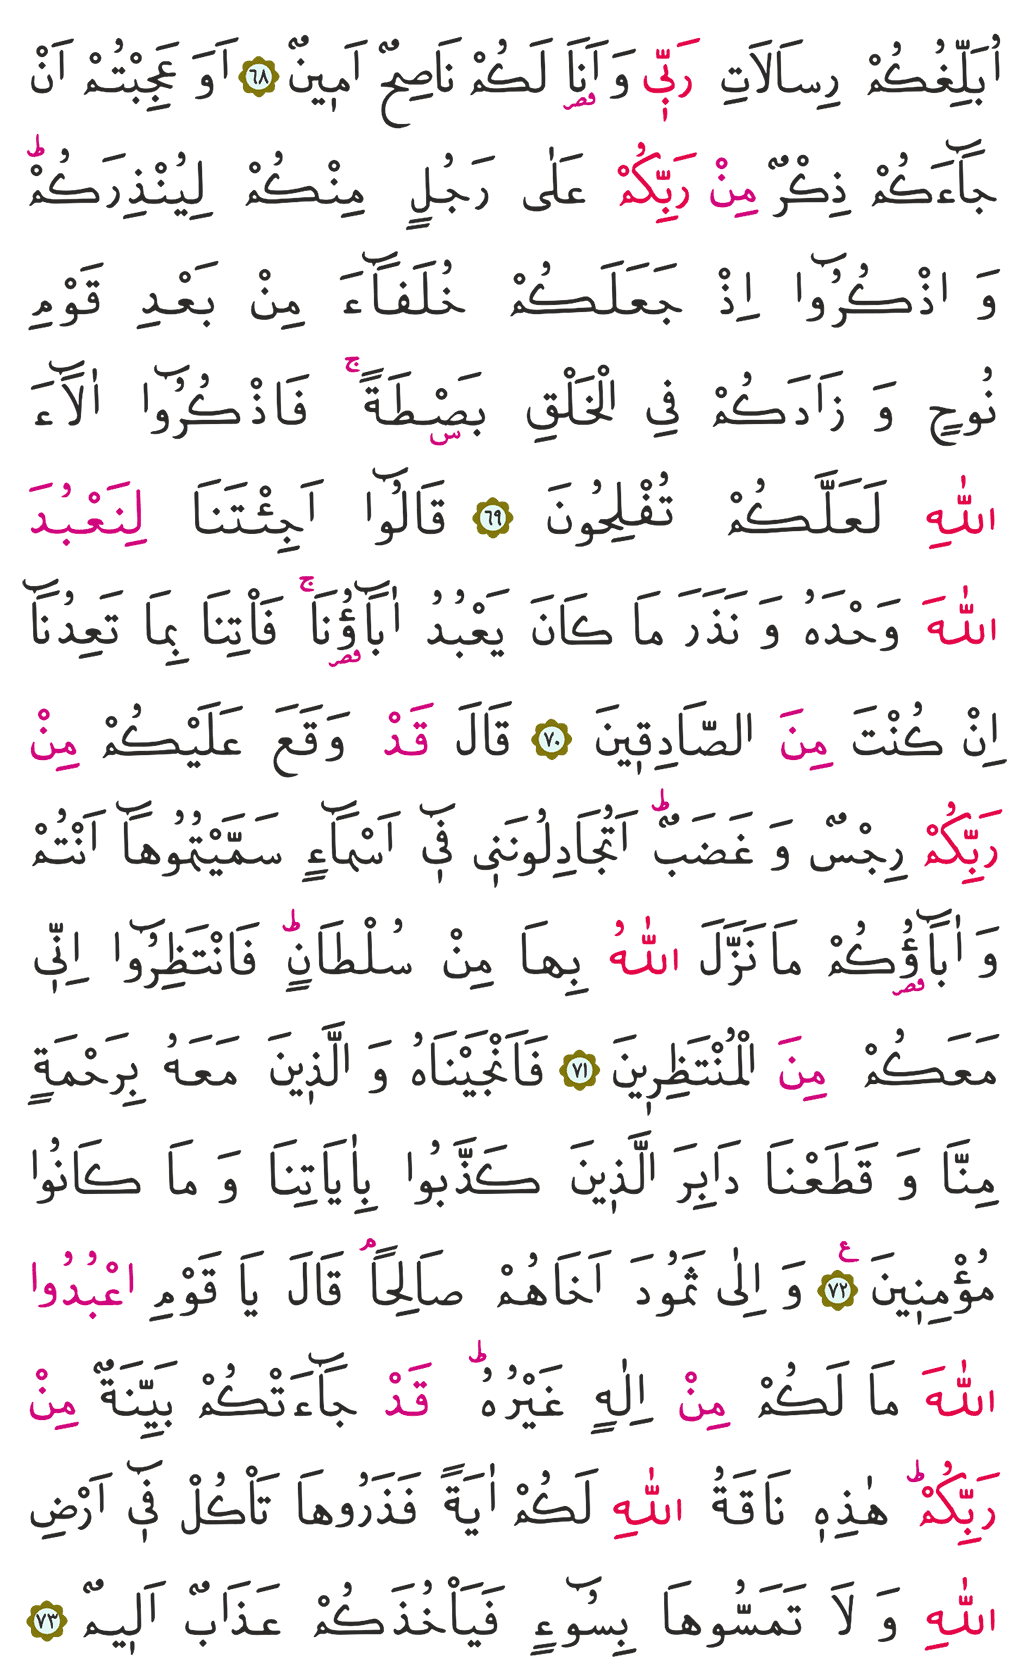 اُبَلِّغُكُمْ رِسَالَاتِ رَبّٖي وَ اَنَا۬ لَكُمْ نَاصِحٌ اَمٖينٌ ﴿٦٨﴾ اَوَ عَجِبْتُمْ اَنْ
جَٓاءَكُمْ ذِكْرٌ مِنْ رَبِّكُمْ عَلٰى رَجُلٍ مِنْكُمْ لِيُنْذِرَكُمْ ط
وَ اذْكُرُٓوا اِذْ جَعَلَكُمْ خُلَفَٓاءَ مِنْ بَعْدِ قَوْمِ
نُوحٍ وَ زَادَكُمْ فِي الْخَلْقِ بَصْۜطَةً ج فَاذْكُرُٓوا اٰلَٓاءَ
اللّٰهِ لَعَلَّكُمْ تُفْلِحُونَ ﴿٦٩﴾ قَالُٓوا اَجِئْتَنَا لِنَعْبُدَ
اللّٰهَ وَحْدَهُ وَ نَذَرَ مَا كَانَ يَعْبُدُ اٰبَٓاؤُ۬نَا ج فَاْتِنَا بِمَا تَعِدُنَٓا
اِنْ كُنْتَ مِنَ الصَّادِقٖينَ ﴿٧٠﴾ قَالَ قَدْ وَقَعَ عَلَيْكُمْ مِنْ
رَبِّكُمْ رِجْسٌ وَ غَضَبٌ ط اَتُجَادِلُونَنٖي فٖٓي اَسْمَٓاءٍ سَمَّيْتُمُوهَٓا اَنْتُمْ
وَ اٰبَٓاؤُ۬كُمْ مَا نَزَّلَ اللّٰهُ بِهَا مِنْ سُلْطَانٍ ط فَانْتَظِرُٓوا اِنّٖي
مَعَكُمْ مِنَ الْمُنْتَظِرٖينَ ﴿٧١﴾ فَاَنْجَيْنَاهُ وَ الَّذٖينَ مَعَهُ بِرَحْمَةٍ
مِنَّا وَ قَطَعْنَا دَابِرَ الَّذٖينَ كَذَّبُوا بِاٰيَاتِنَا وَ مَا كَانُوا
مُؤْمِنٖينَ ع ﴿٧٢﴾ وَ اِلٰى ثَمُودَ اَخَاهُمْ صَالِحًا م قَالَ يَا قَوْمِ اعْبُدُوا
اللّٰهَ مَا لَكُمْ مِنْ اِلٰهٍ غَيْرُهُ ط قَدْ جَٓاءَتْكُمْ بَيِّنَةٌ مِنْ
رَبِّكُمْ ط هٰذِهٖ نَاقَةُ اللّٰهِ لَكُمْ اٰيَةً فَذَرُوهَا تَاْكُلْ فٖٓي اَرْضِ
اللّٰهِ وَ لَا تَمَسُّوهَا بِسُٓوءٍ فَيَاْخُذَكُمْ عَذَابٌ اَلٖيمٌ ﴿٧٣﴾